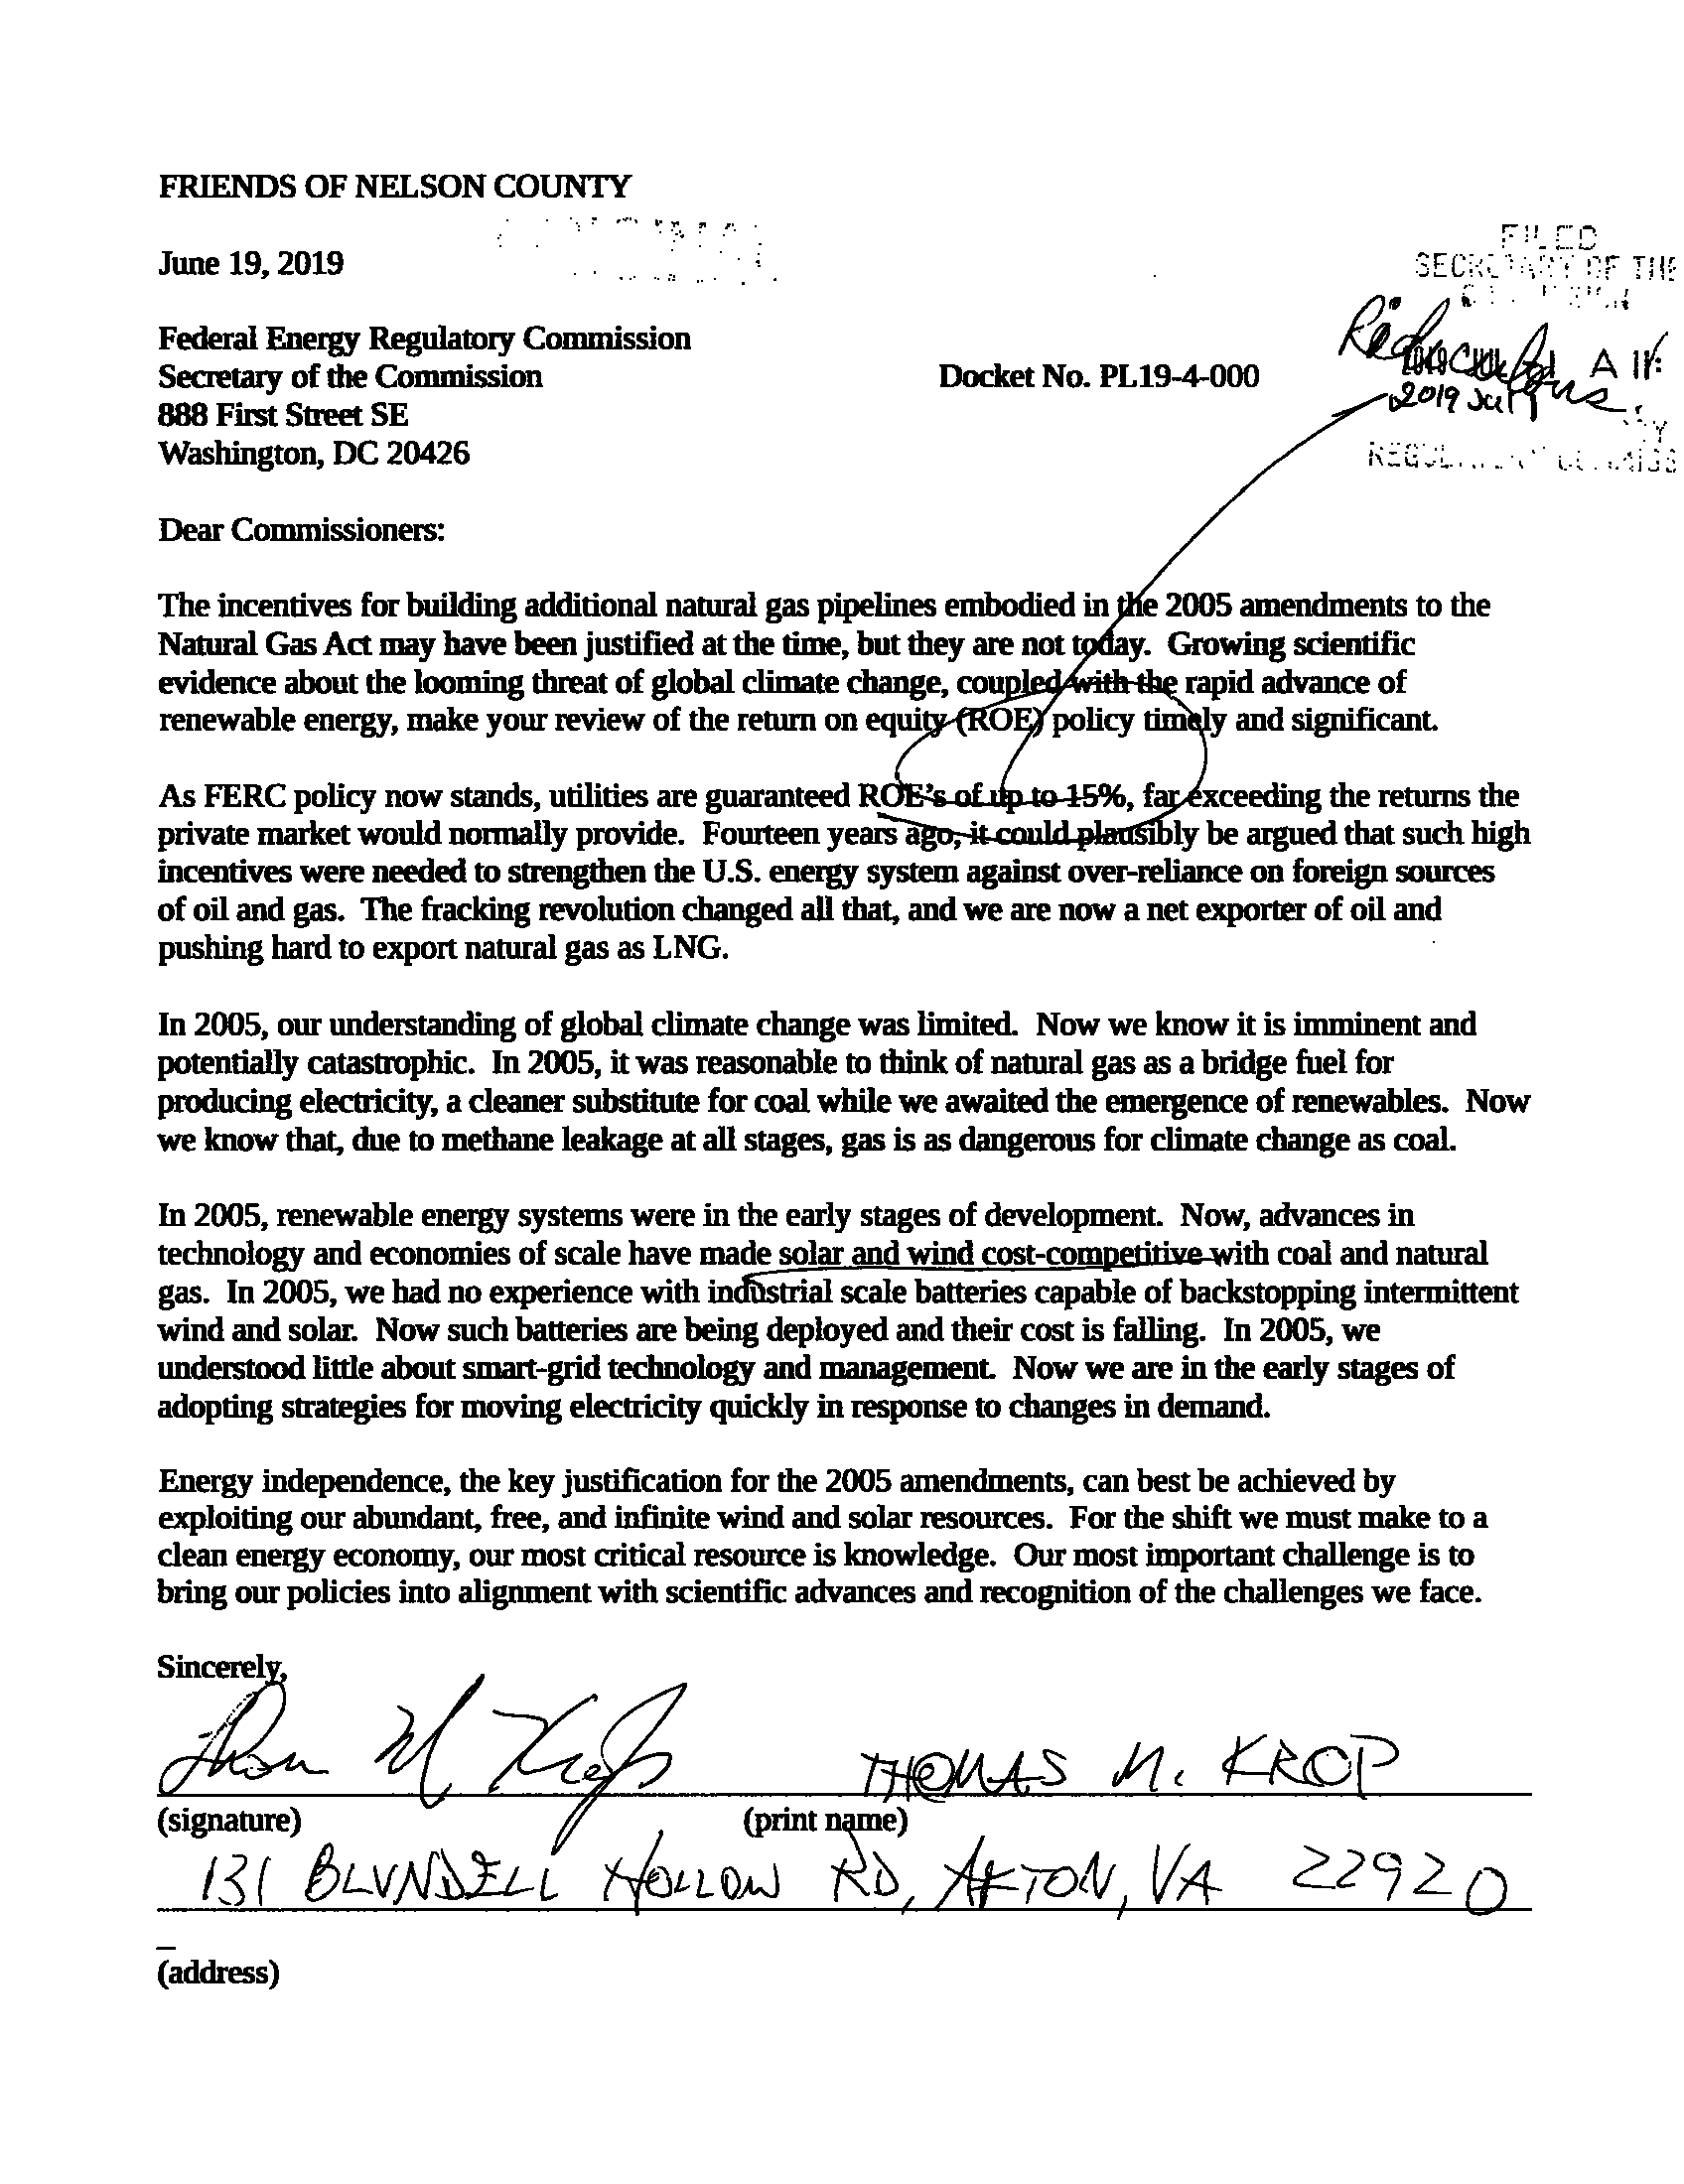 FRIENDS OF NELSON COUNTY
June 19, 2019
FILED
SECRETARY OF THE
Federal Energy Regulatory Commission
Secretary of the Commission
Docket No. PL19-4-000
Ridiculous
2019 JUL 1 A 11:
2019 Jul 1
888 First Street SE
Washington, DC 20426
Dear Commissioners:
The incentives for building additional natural gas pipelines embodied in the 2005 amendments to the
Natural Gas Act may have been justified at the time, but they are not today. Growing scientific
evidence about the looming threat of global climate change, coupled with the rapid advance of
renewable energy, make your review of the return on equity (ROE) policy timely and significant.
As FERC policy now stands, utilities are guaranteed ROE's of up to 15%, far exceeding the returns the
private market would normally provide. Fourteen years ago, it could plausibly be argued that such high
incentives were needed to strengthen the U.S. energy system against over-reliance on foreign sources
of oil and gas. The fracking revolution changed all that, and we are now a net exporter of oil and
pushing hard to export natural gas as LNG.
In 2005, our understanding of global climate change was limited. Now we know it is imminent and
potentially catastrophic. In 2005, it was reasonable to think of natural gas as a bridge fuel for
producing electricity, a cleaner substitute for coal while we awaited the emergence of renewables. Now
we know that, due to methane leakage at all stages, gas is as dangerous for climate change as coal.
In 2005, renewable energy systems were in the early stages of development. Now, advances in
technology and economies of scale have made solar and wind cost-competitive with coal and natural
gas. In 2005, we had no experience with industrial scale batteries capable of backstopping intermittent
wind and solar. Now such batteries are being deployed and their cost is falling. In 2005, we
understood little about smart-grid technology and management. Now we are in the early stages of
adopting strategies for moving electricity quickly in response to changes in demand.
Energy independence, the key justification for the 2005 amendments, can best be achieved by
exploiting our abundant, free, and infinite wind and solar resources. For the shift we must make to a
clean energy economy, our most critical resource is knowledge. Our most important challenge is to
bring our policies into alignment with scientific advances and recognition of the challenges we face.
Sincerely,
THOMAS M. KROP
(signature) (print name)
131 BLUNDELL HOLLOW RD, AFTON, VA 22920
(address)